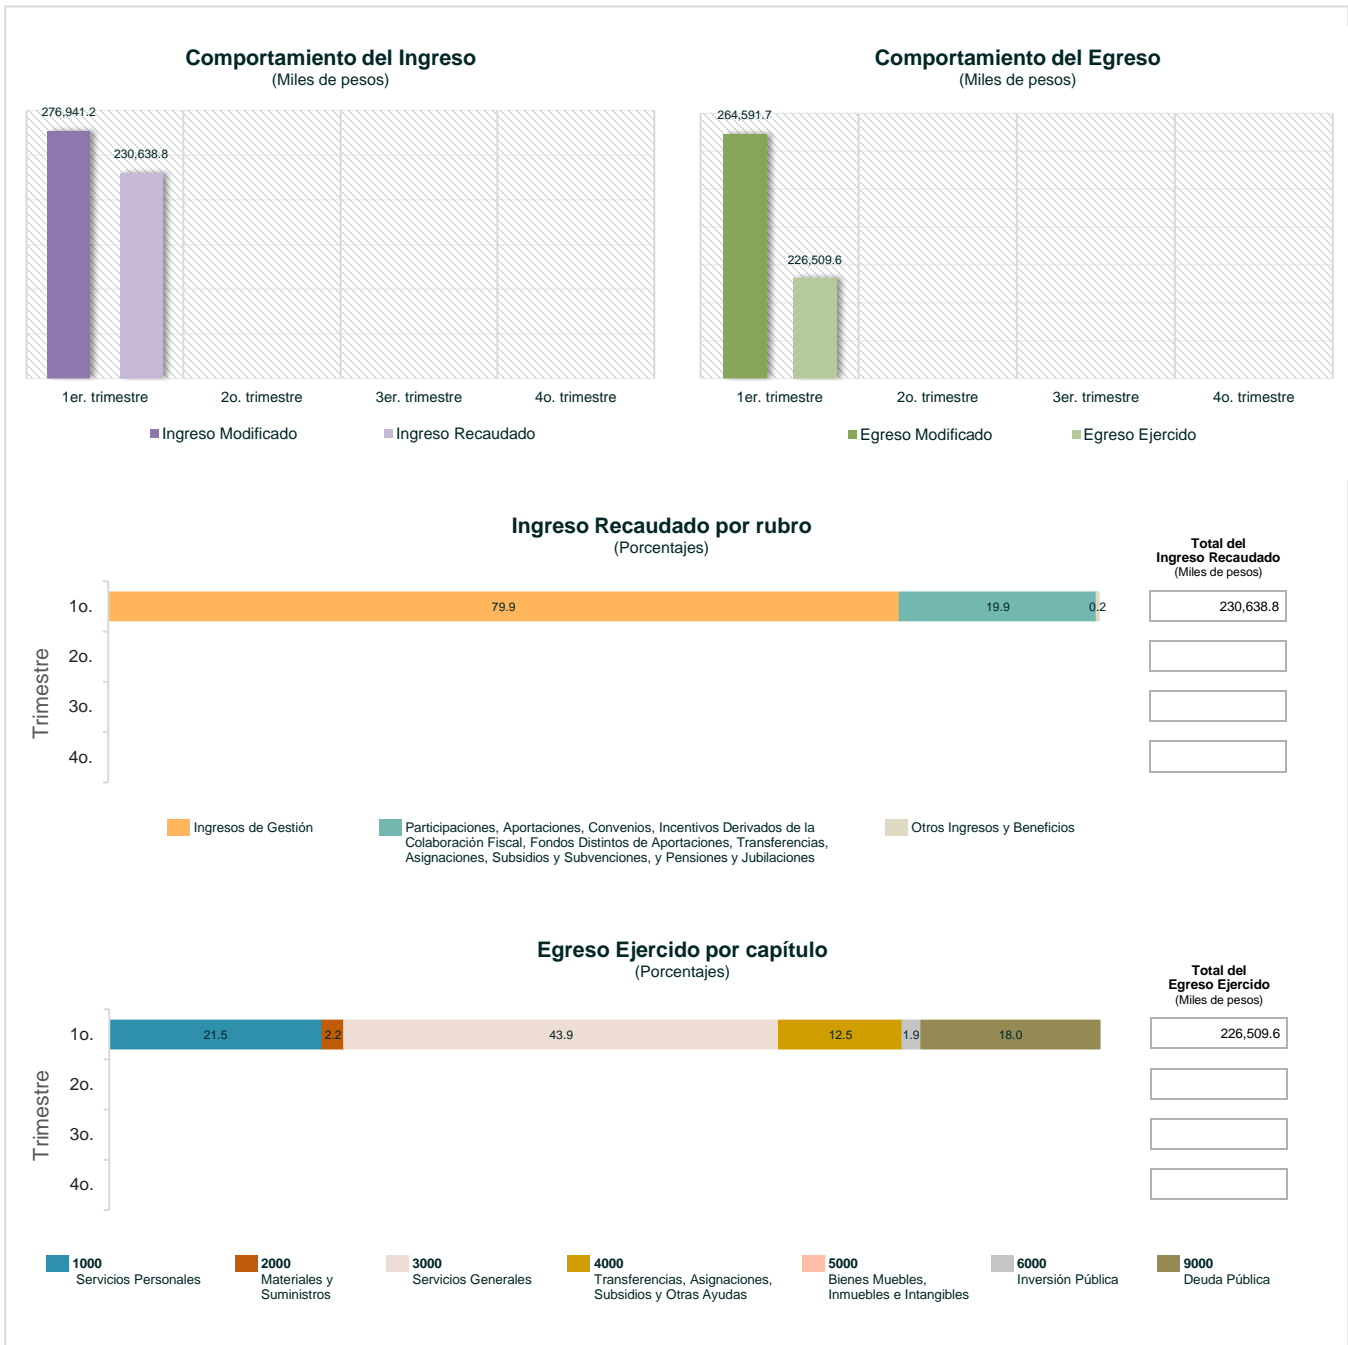 Comportamiento del Ingreso
(Miles de pesos)
276,941.2
230,638.8
1er. trimestre
2o. trimestre
3er. trimestre
4o. trimestre
Ingreso Modificado
Ingreso Recaudado
Comportamiento del Egreso
(Miles de pesos)
264,591.7
226,509.6
1er. trimestre
2o. trimestre
3er. trimestre
4o. trimestre
Egreso Modificado
Egreso Ejercido
Ingreso Recaudado por rubro
(Porcentajes)
Total del
Ingreso Recaudado
(Miles de pesos)
Trimestre
1o.
79.9
19.9
0.2
230,638.8
2o.
3o.
4o.
Ingresos de Gestión
Participaciones, Aportaciones, Convenios, Incentivos Derivados de la
Colaboración Fiscal, Fondos Distintos de Aportaciones, Transferencias,
Asignaciones, Subsidios y Subvenciones, y Pensiones y Jubilaciones
Otros Ingresos y Beneficios
Egreso Ejercido por capítulo
(Porcentajes)
Total del
Egreso Ejercido
(Miles de pesos)
Trimestre
1o.
21.5
2.2
43.9
12.5
1.9
18.0
226,509.6
2o.
3o.
4o.
1000
Servicios Personales
2000
Materiales y
Suministros
3000
Servicios Generales
4000
Transferencias, Asignaciones,
Subsidios y Otras Ayudas
5000
Bienes Muebles,
Inmuebles e Intangibles
6000
Inversión Pública
9000
Deuda Pública